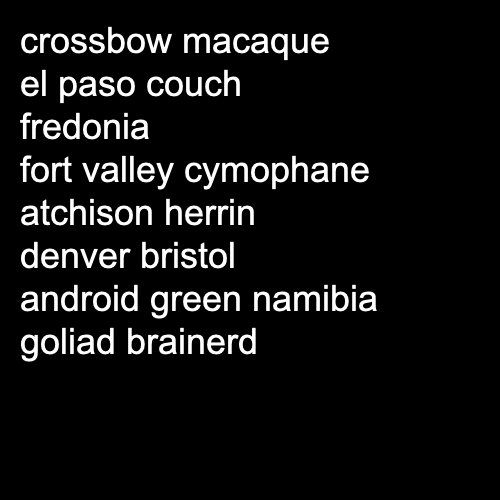 crossbow macaque
el paso couch
fredonia
fort valley cymophane
atchison herrin
denver bristol
android green namibia
goliad brainerd